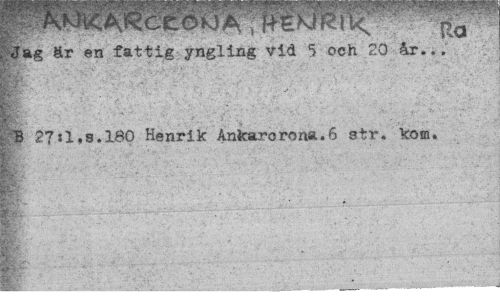 ANKARCRONA, HENRIK
Ra
Jag är en fattig yngling vid 5 och 20 år...
B 27:1,s.180 Henrik Ankarcrona.6 str. kom.